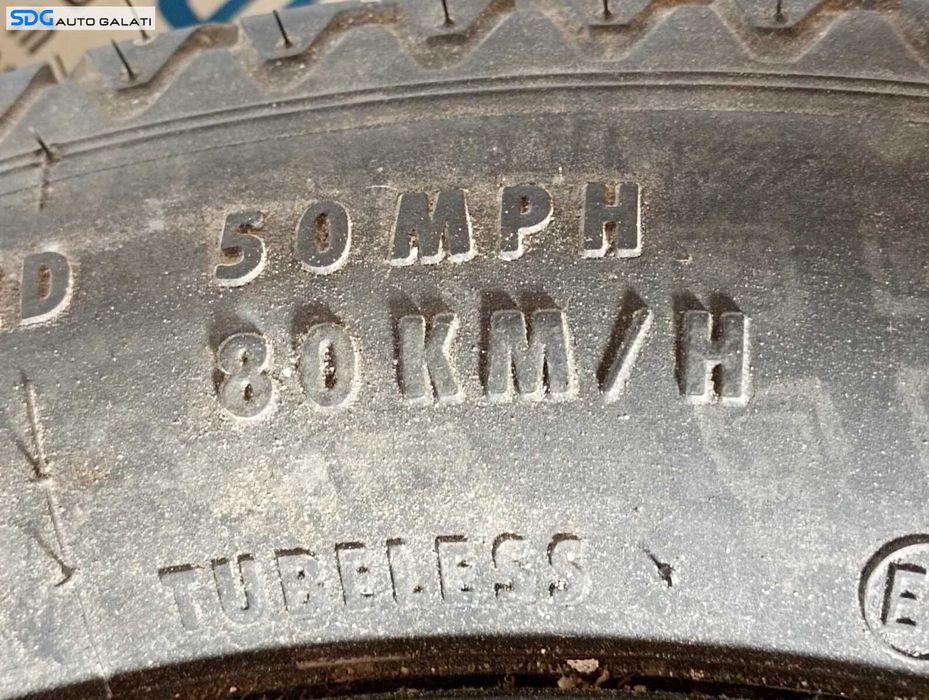 SDG AUTO GALATI
D 50 MPH
80 KM/H
TUBELESS
E